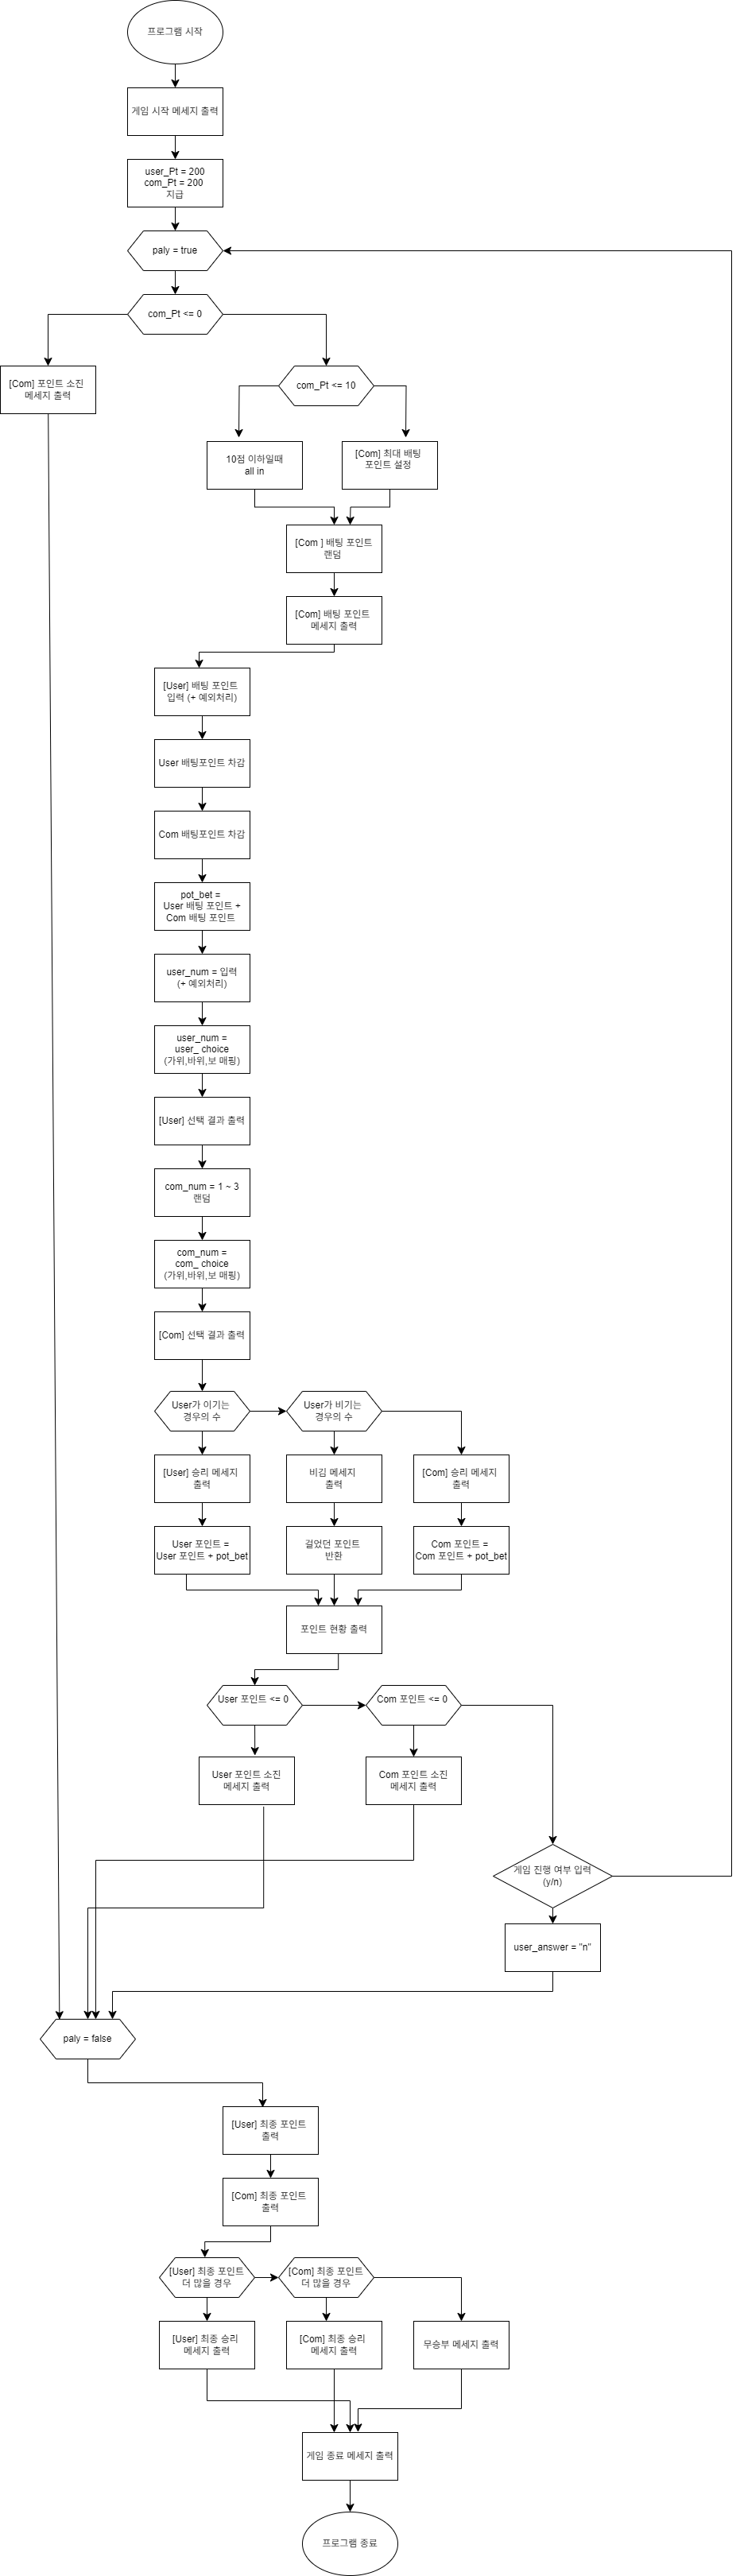 프로그램 시작
게임 시작 메세지 출력
user_Pt = 200
com_Pt = 200
지급
paly = true
com_Pt <= 0
[Com] 포인트 소진
메세지 출력
com_Pt <= 10
10점 이하일때
all in
[Com] 최대 배팅
포인트 설정
[Com ] 배팅 포인트
랜덤
[Com] 배팅 포인트
메세지 출력
[User] 배팅 포인트
입력 (+ 예외처리)
User 배팅포인트 차감
Com 배팅포인트 차감
pot_bet =
User 배팅 포인트 +
Com 배팅 포인트
user_num = 입력
(+ 예외처리)
user_num =
user_ choice
(가위,바위,보 매핑)
[User] 선택 결과 출력
com_num = 1 ~ 3
랜덤
com_num =
com_ choice
(가위,바위,보 매핑)
[Com] 선택 결과 출력
User가 이기는
경우의 수
User가 비기는
경우의 수
[User] 승리 메세지
출력
비김 메세지
출력
[Com] 승리 메세지
출력
User 포인트 =
User 포인트 + pot_bet
걸었던 포인트
반환
Com 포인트 =
Com 포인트 + pot_bet
포인트 현황 출력
User 포인트 <= 0
Com 포인트 <= 0
User 포인트 소진
메세지 출력
Com 포인트 소진
메세지 출력
게임 진행 여부 입력
(y/n)
user_answer = "n"
paly = false
[User] 최종 포인트
출력
[Com] 최종 포인트
출력
[User] 최종 포인트
더 많을 경우
[Com] 최종 포인트
더 많을 경우
[User] 최종 승리
메세지 출력
[Com] 최종 승리
메세지 출력
무승부 메세지 출력
게임 종료 메세지 출력
프로그램 종료